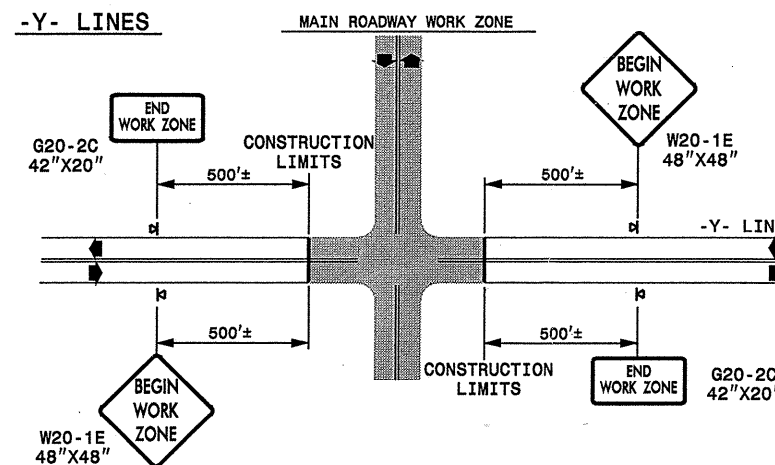 -Y- LINES
MAIN ROADWAY WORK ZONE
END
WORK ZONE
G20-2C
42"X20"
CONSTRUCTION
LIMITS
BEGIN
WORK
ZONE
W20-1E
48"X48"
500'±
500'±
-Y- LIN
500'±
500'±
BEGIN
WORK
ZONE
W20-1E
48"X48"
CONSTRUCTION
LIMITS
END
WORK ZONE
G20-2C
42"X20"